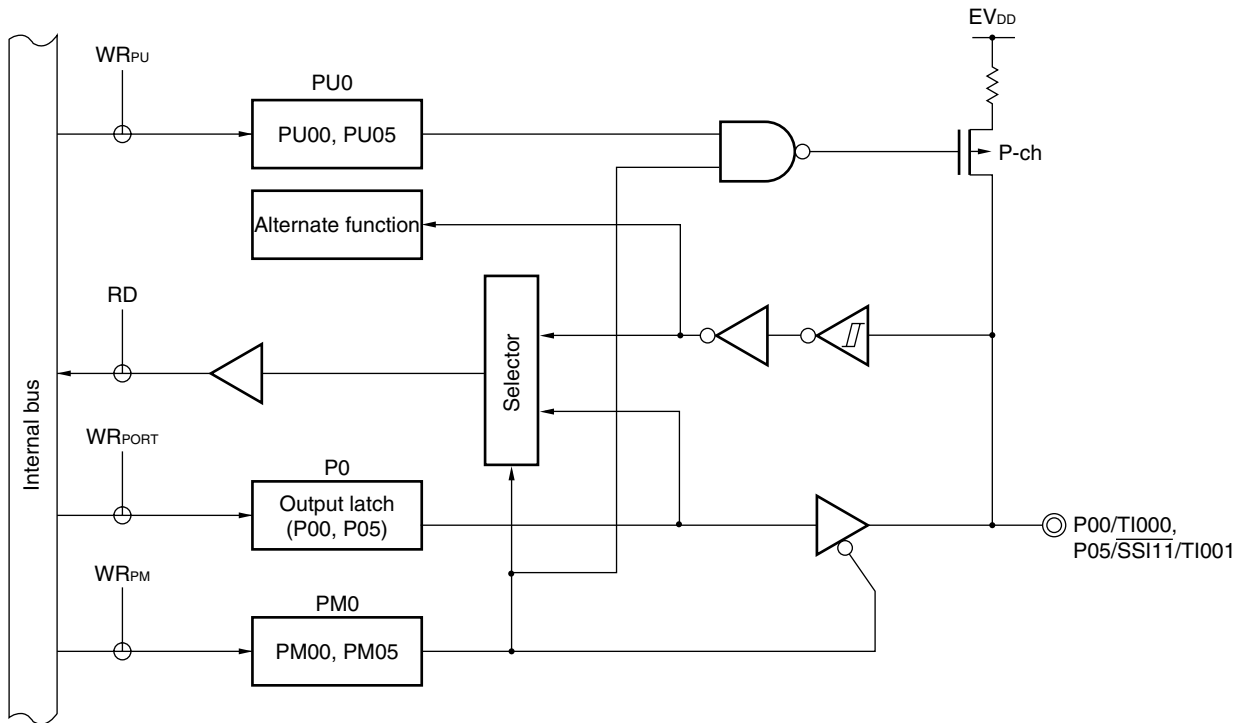 EVDD
WRPU
PU0
PU00, PU05
P-ch
Alternate function
RD
Selector
Internal bus
WRPORT
P0
Output latch
(P00, P05)
P00/TI000,
P05/SSI11/TI001
WRPM
PM0
PM00, PM05